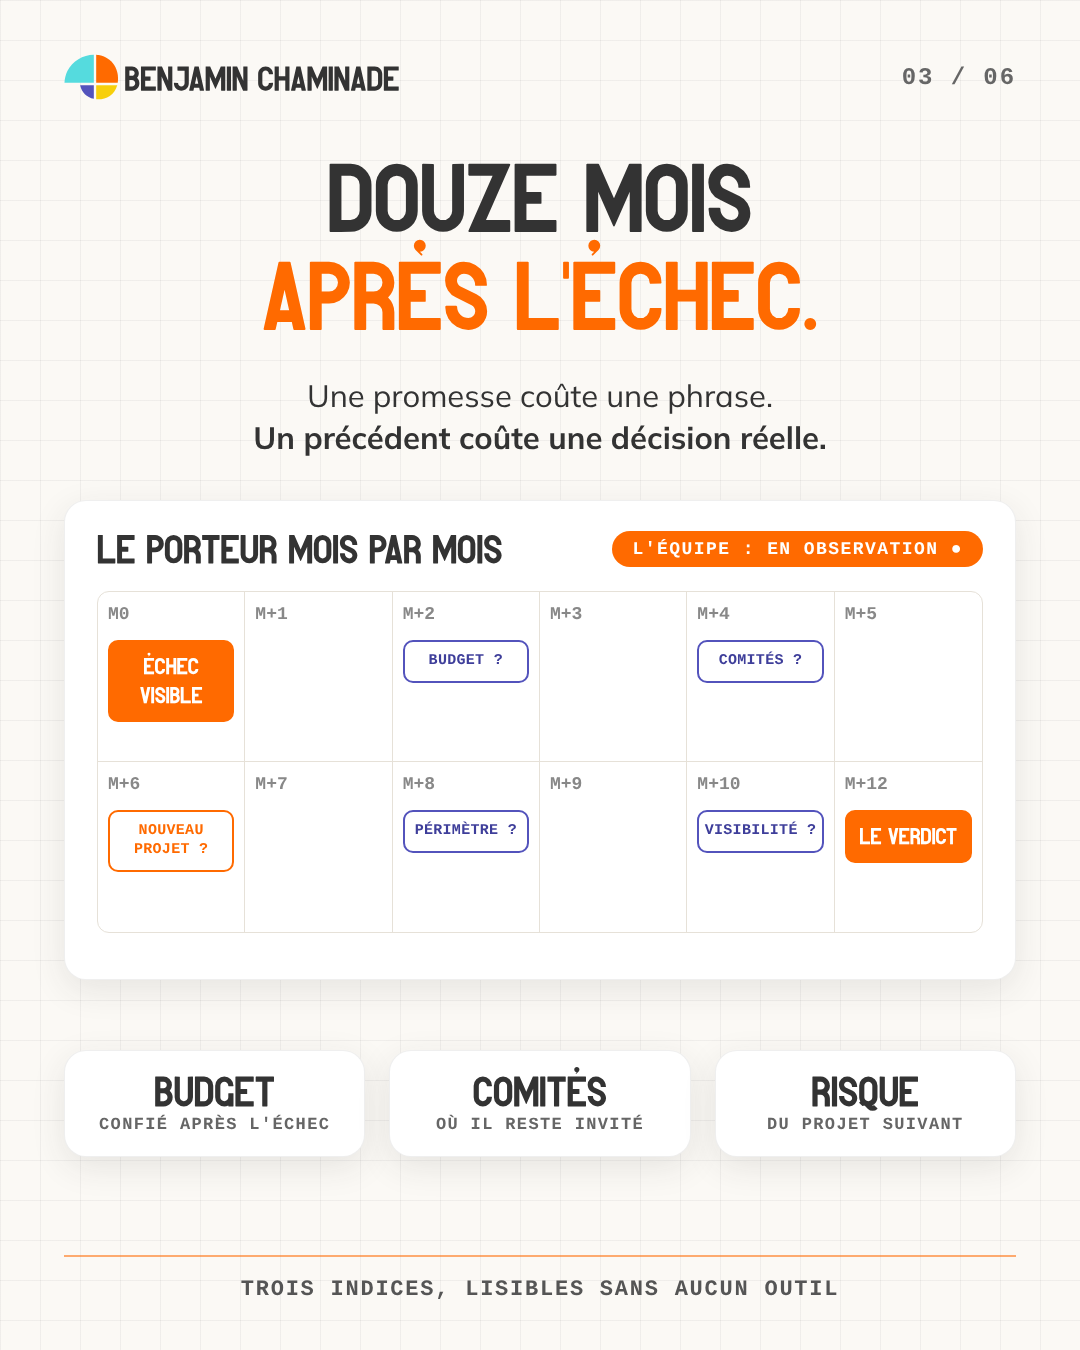 BENJAMIN CHAMINADE
03 / 06
DOUZE MOIS
APRÈS L'ÉCHEC.
Une promesse coûte une phrase.
Un précédent coûte une décision réelle.
LE PORTEUR MOIS PAR MOIS
L'ÉQUIPE : EN OBSERVATION ●
M0
M+1
M+2
M+3
M+4
M+5
ÉCHEC
VISIBLE
BUDGET ?
COMITÉS ?
M+6
M+7
M+8
M+9
M+10
M+12
NOUVEAU
PROJET ?
PÉRIMÈTRE ?
VISIBILITÉ ?
LE VERDICT
BUDGET
CONFIÉ APRÈS L'ÉCHEC
COMITÉS
OÙ IL RESTE INVITÉ
RISQUE
DU PROJET SUIVANT
TROIS INDICES, LISIBLES SANS AUCUN OUTIL